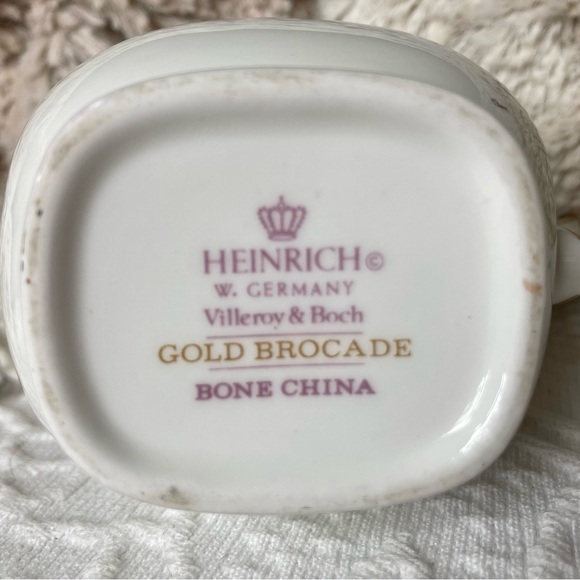 HEINRICH©
W. GERMANY
Villeroy & Boch
GOLD BROCADE
BONE CHINA